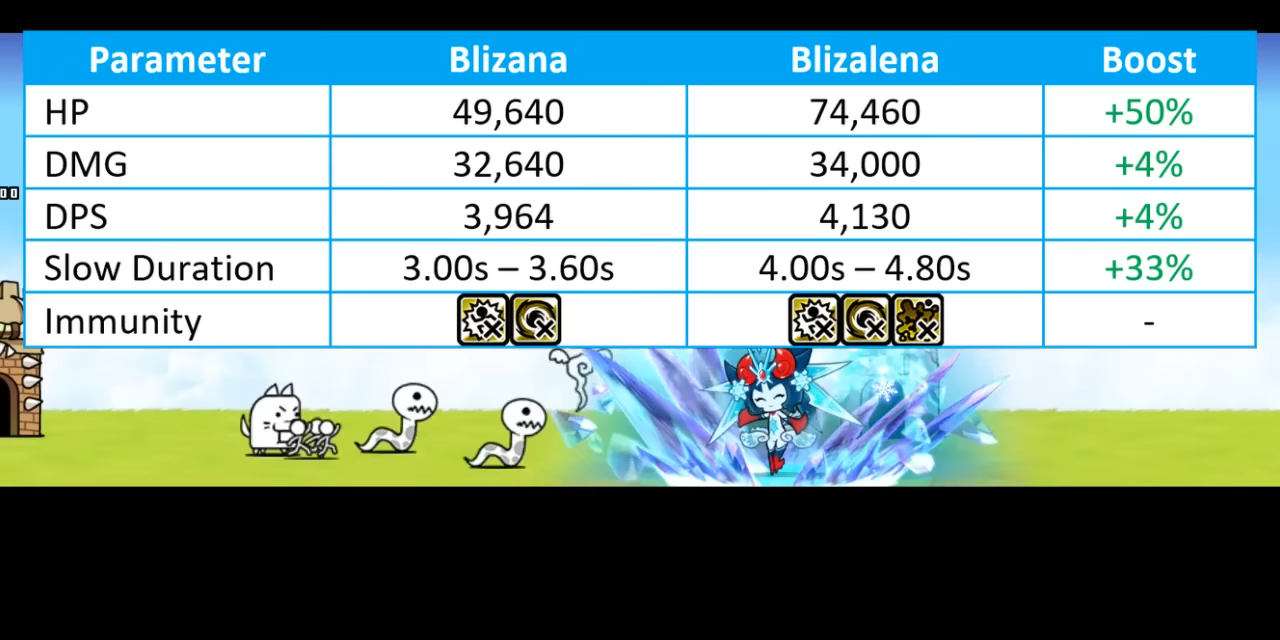 Parameter Blizana Blizalena Boost
HP 49,640 74,460 +50%
DMG 32,640 34,000 +4%
DPS 3,964 4,130 +4%
Slow Duration 3.00s – 3.60s 4.00s – 4.80s +33%
Immunity -
00